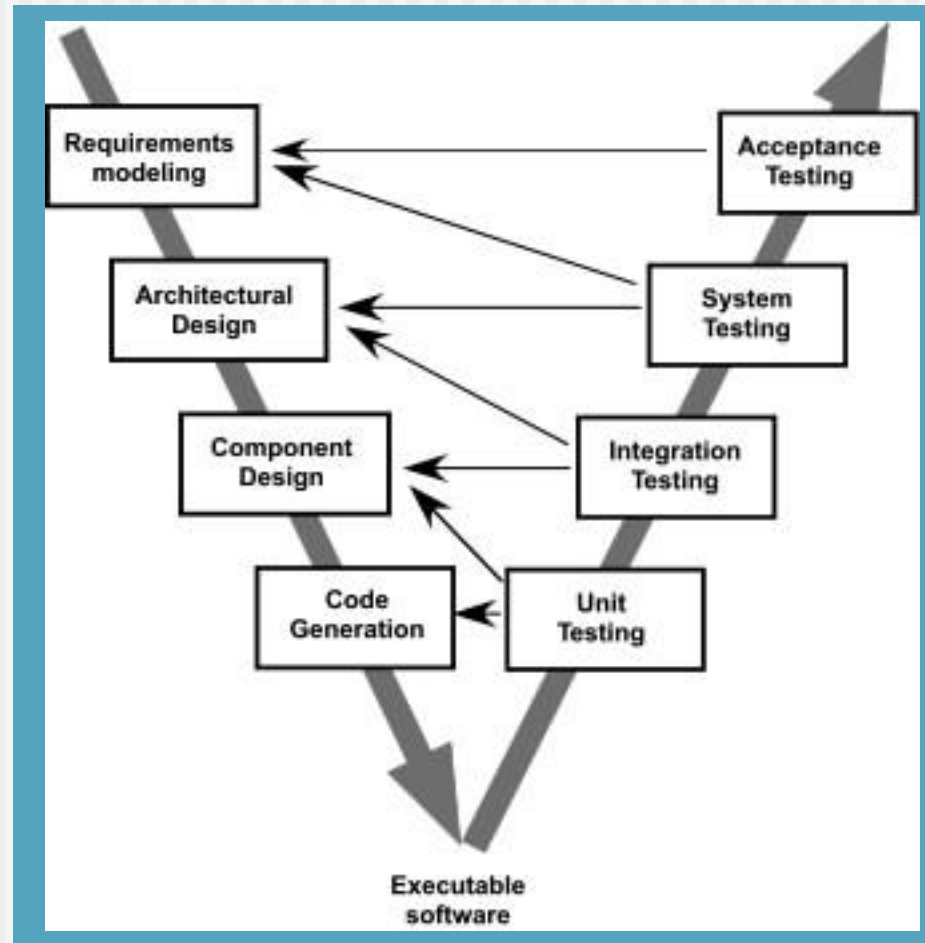 Requirements
modeling
Acceptance
Testing
Architectural
Design
System
Testing
Component
Design
Integration
Testing
Code
Generation
Unit
Testing
Executable
software